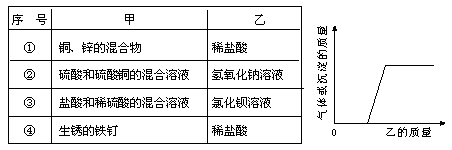 序 号 甲 乙
① 铜、锌的混合物 稀盐酸
② 硫酸和硫酸铜的混合溶液 氢氧化钠溶液
③ 盐酸和稀硫酸的混合溶液 氯化钡溶液
④ 生锈的铁钉 稀盐酸
气体或沉淀的质量
0 乙的质量